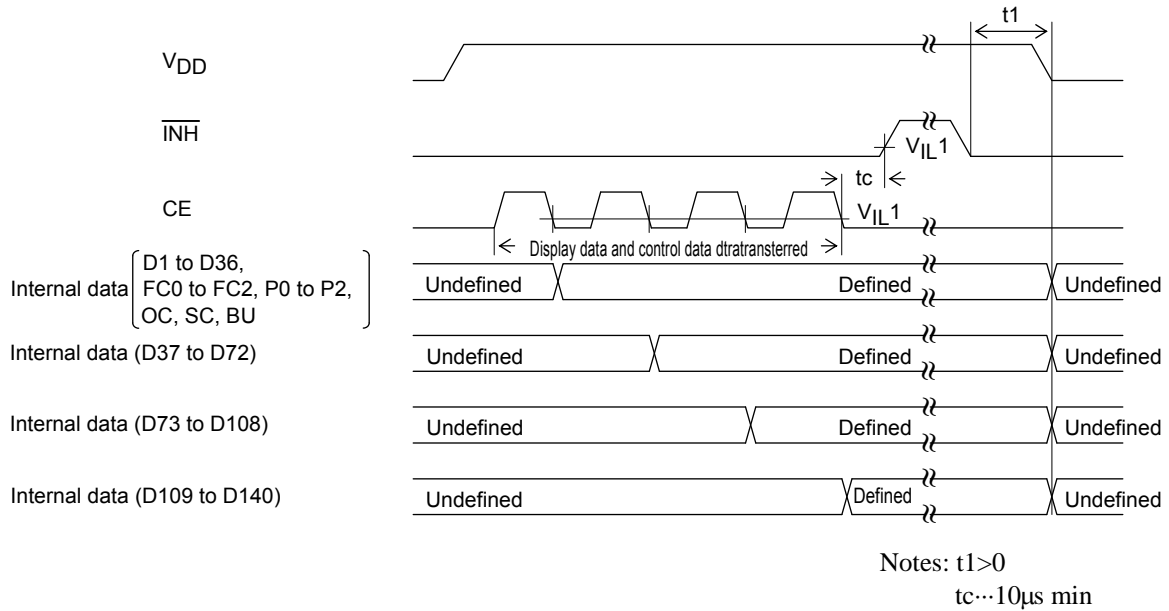 t1
VDD
INH
VIL1
tc
CE
VIL1
Display data and control data dtratransterred
Internal data D1 to D36,
FC0 to FC2, P0 to P2,
OC, SC, BU
Undefined Defined Undefined
Internal data (D37 to D72) Undefined Defined Undefined
Internal data (D73 to D108) Undefined Defined Undefined
Internal data (D109 to D140) Undefined Defined Undefined
Notes: t1>0
tc···10μs min